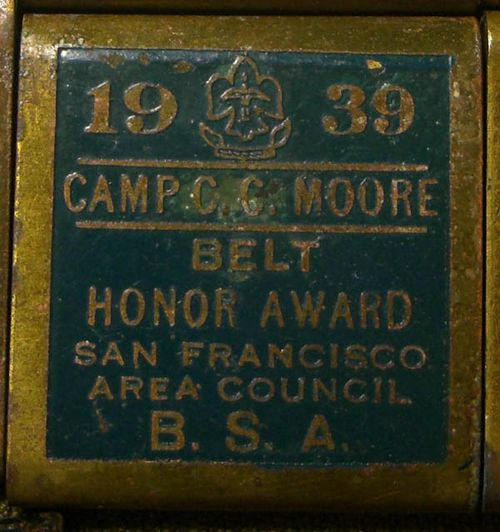 19 39
CAMP C. C. MOORE
BELT
HONOR AWARD
SAN FRANCISCO
AREA COUNCIL
B. S. A.